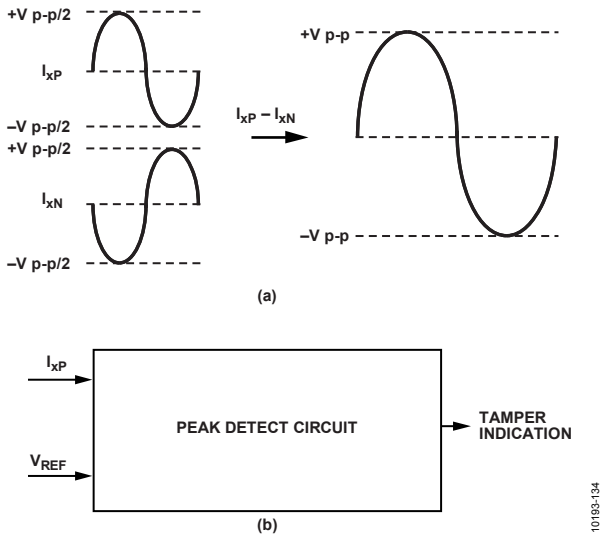 +V p-p/2
IxP
–V p-p/2
+V p-p/2
IxN
–V p-p/2
IxP – IxN
+V p-p
–V p-p
(a)
IxP
VREF
PEAK DETECT CIRCUIT
TAMPER
INDICATION
(b)
10193-134